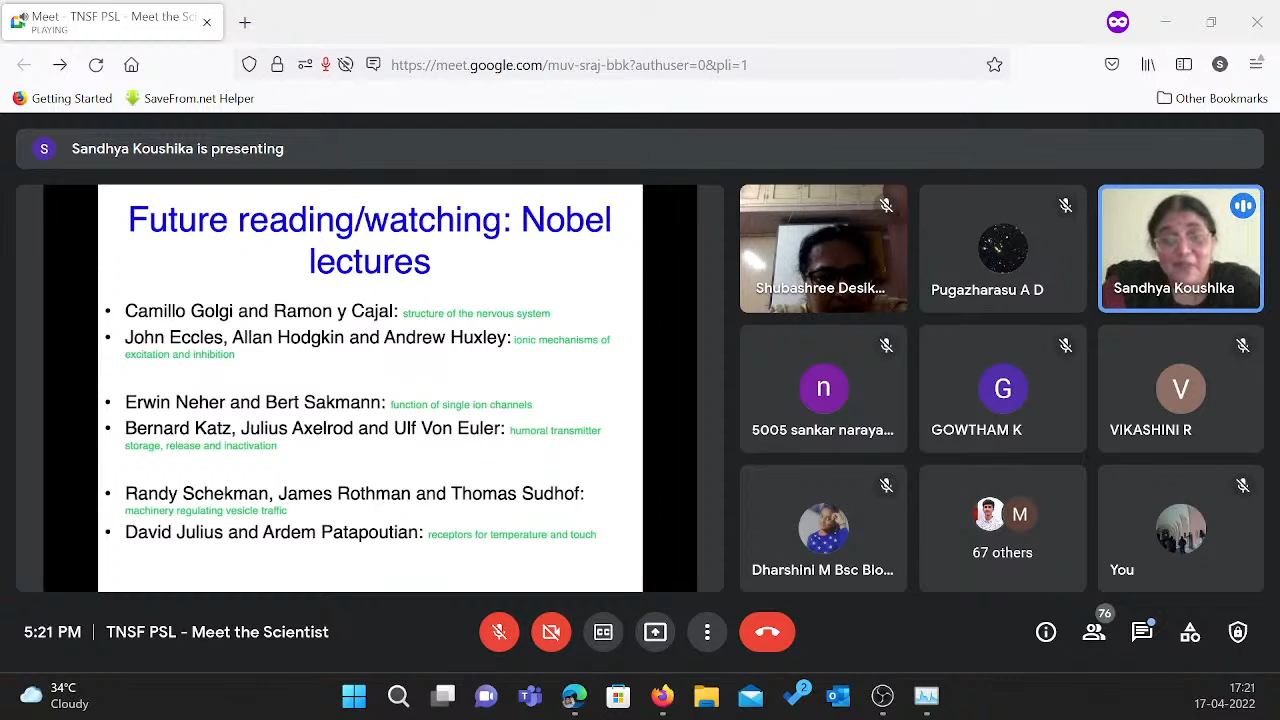 Meet - TNSF PSL - Meet the Sci
PLAYING
https://meet.google.com/muv-sraj-bbk?authuser=0&pli=1
S
Getting Started
SaveFrom.net Helper
Other Bookmarks
S
Sandhya Koushika is presenting
Future reading/watching: Nobel
lectures
• Camillo Golgi and Ramon y Cajal: structure of the nervous system
• John Eccles, Allan Hodgkin and Andrew Huxley: ionic mechanisms of
excitation and inhibition
• Erwin Neher and Bert Sakmann: function of single ion channels
• Bernard Katz, Julius Axelrod and Ulf Von Euler: humoral transmitter
storage, release and inactivation
• Randy Schekman, James Rothman and Thomas Sudhof:
machinery regulating vesicle traffic
• David Julius and Ardem Patapoutian: receptors for temperature and touch
Shubashree Desik...
Pugazharasu A D
Sandhya Koushika
n
5005 sankar naraya...
G
GOWTHAM K
V
VIKASHINI R
Dharshini M Bsc Blo...
M
67 others
You
5:21 PM
TNSF PSL - Meet the Scientist
76
34°C
Cloudy
2
17:21
17-04-2022